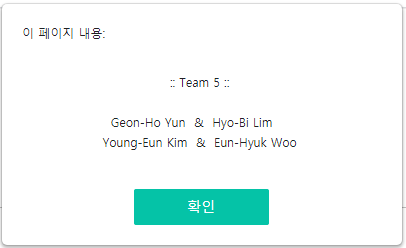 이 페이지 내용:
:: Team 5 ::
Geon-Ho Yun & Hyo-Bi Lim
Young-Eun Kim & Eun-Hyuk Woo
확인